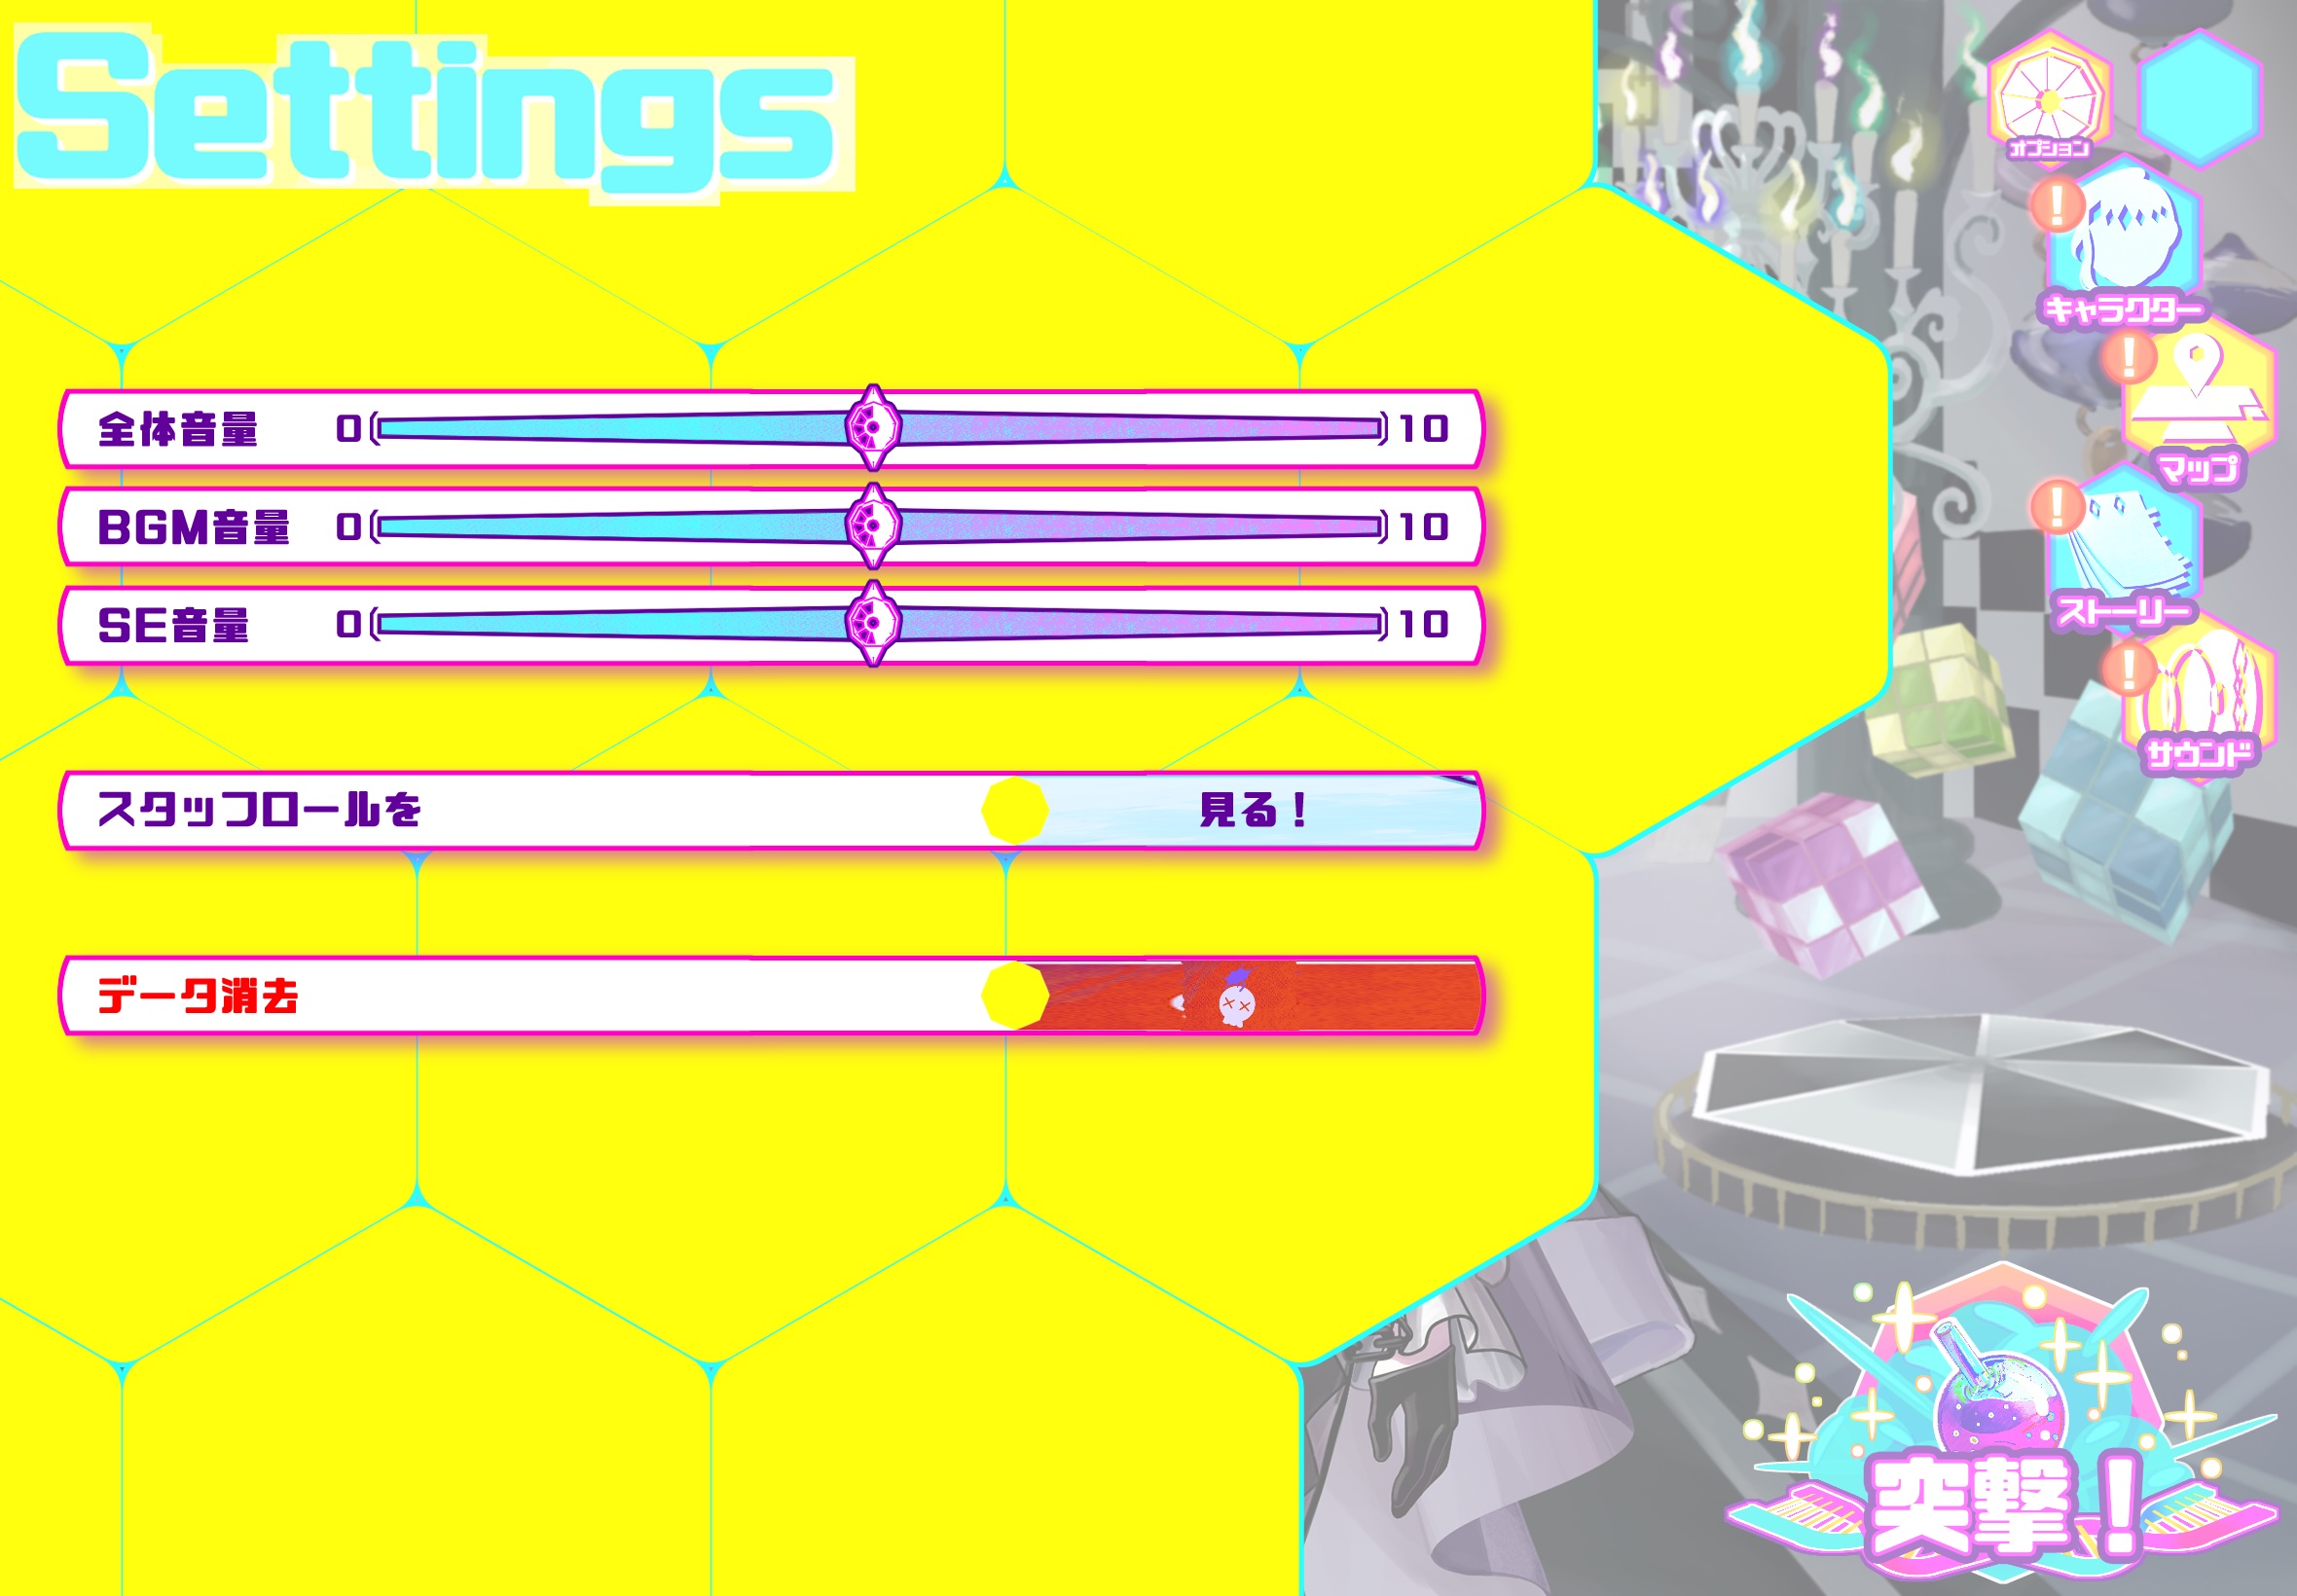 Settings
オプション
キャラクター
マップ
ストーリー
サウンド
全体音量 0 10
BGM音量 0 10
SE音量 0 10
スタッフロールを 見る！
データ消去
突撃！